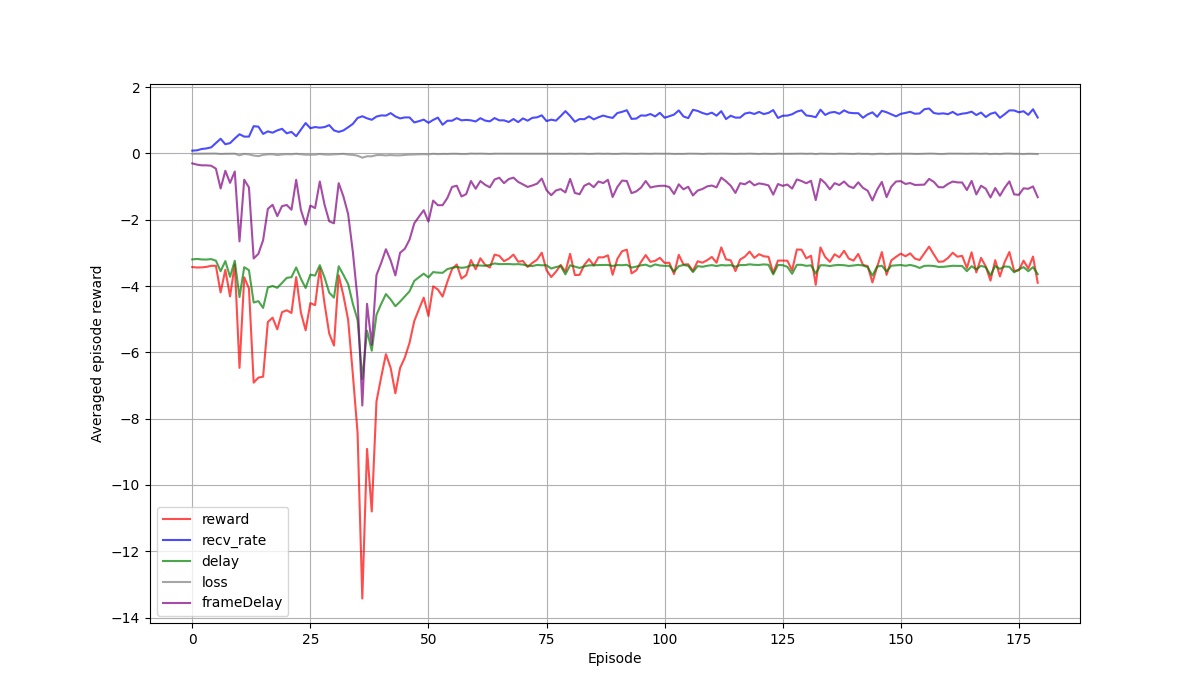 2
0
−2
−4
−6
−8
−10
−12
−14
Averaged episode reward
reward
recv_rate
delay
loss
frameDelay
0 25 50 75 100 125 150 175
Episode